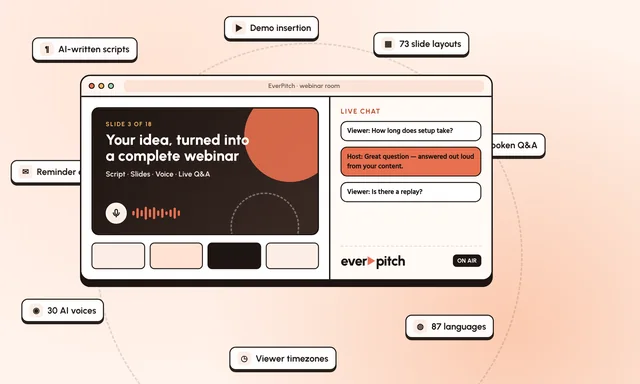 Demo insertion
AI-written scripts
73 slide layouts
EverPitch · webinar room
SLIDE 3 OF 18
Your idea, turned into
a complete webinar
Script · Slides · Voice · Live Q&A
LIVE CHAT
Viewer: How long does setup take?
Host: Great question — answered out loud
from your content.
Viewer: Is there a replay?
ever pitch
ON AIR
Reminder
Q&A
30 AI voices
87 languages
Viewer timezones